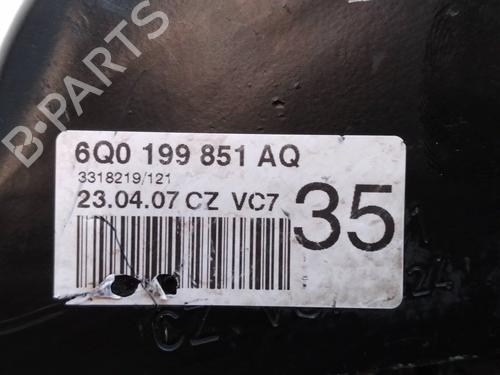 B-PARTS
6Q0 199 851 AQ
3318219/121
23.04.07 CZ VC7
35